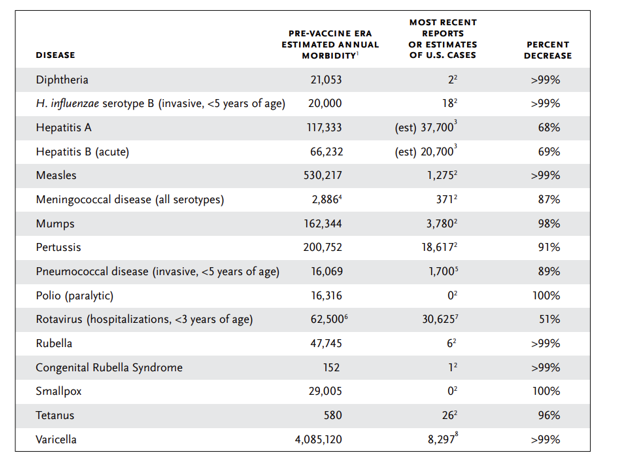 DISEASE PRE-VACCINE ERA ESTIMATED ANNUAL MORBIDITY¹ MOST RECENT REPORTS OR ESTIMATES OF U.S. CASES PERCENT DECREASE
Diphtheria 21,053 2² >99%
H. influenzae serotype B (invasive, <5 years of age) 20,000 18² >99%
Hepatitis A 117,333 (est) 37,700³ 68%
Hepatitis B (acute) 66,232 (est) 20,700³ 69%
Measles 530,217 1,275² >99%
Meningococcal disease (all serotypes) 2,886⁴ 371² 87%
Mumps 162,344 3,780² 98%
Pertussis 200,752 18,617² 91%
Pneumococcal disease (invasive, <5 years of age) 16,069 1,700⁵ 89%
Polio (paralytic) 16,316 0² 100%
Rotavirus (hospitalizations, <3 years of age) 62,500⁶ 30,625⁷ 51%
Rubella 47,745 6² >99%
Congenital Rubella Syndrome 152 1² >99%
Smallpox 29,005 0² 100%
Tetanus 580 26² 96%
Varicella 4,085,120 8,297⁸ >99%